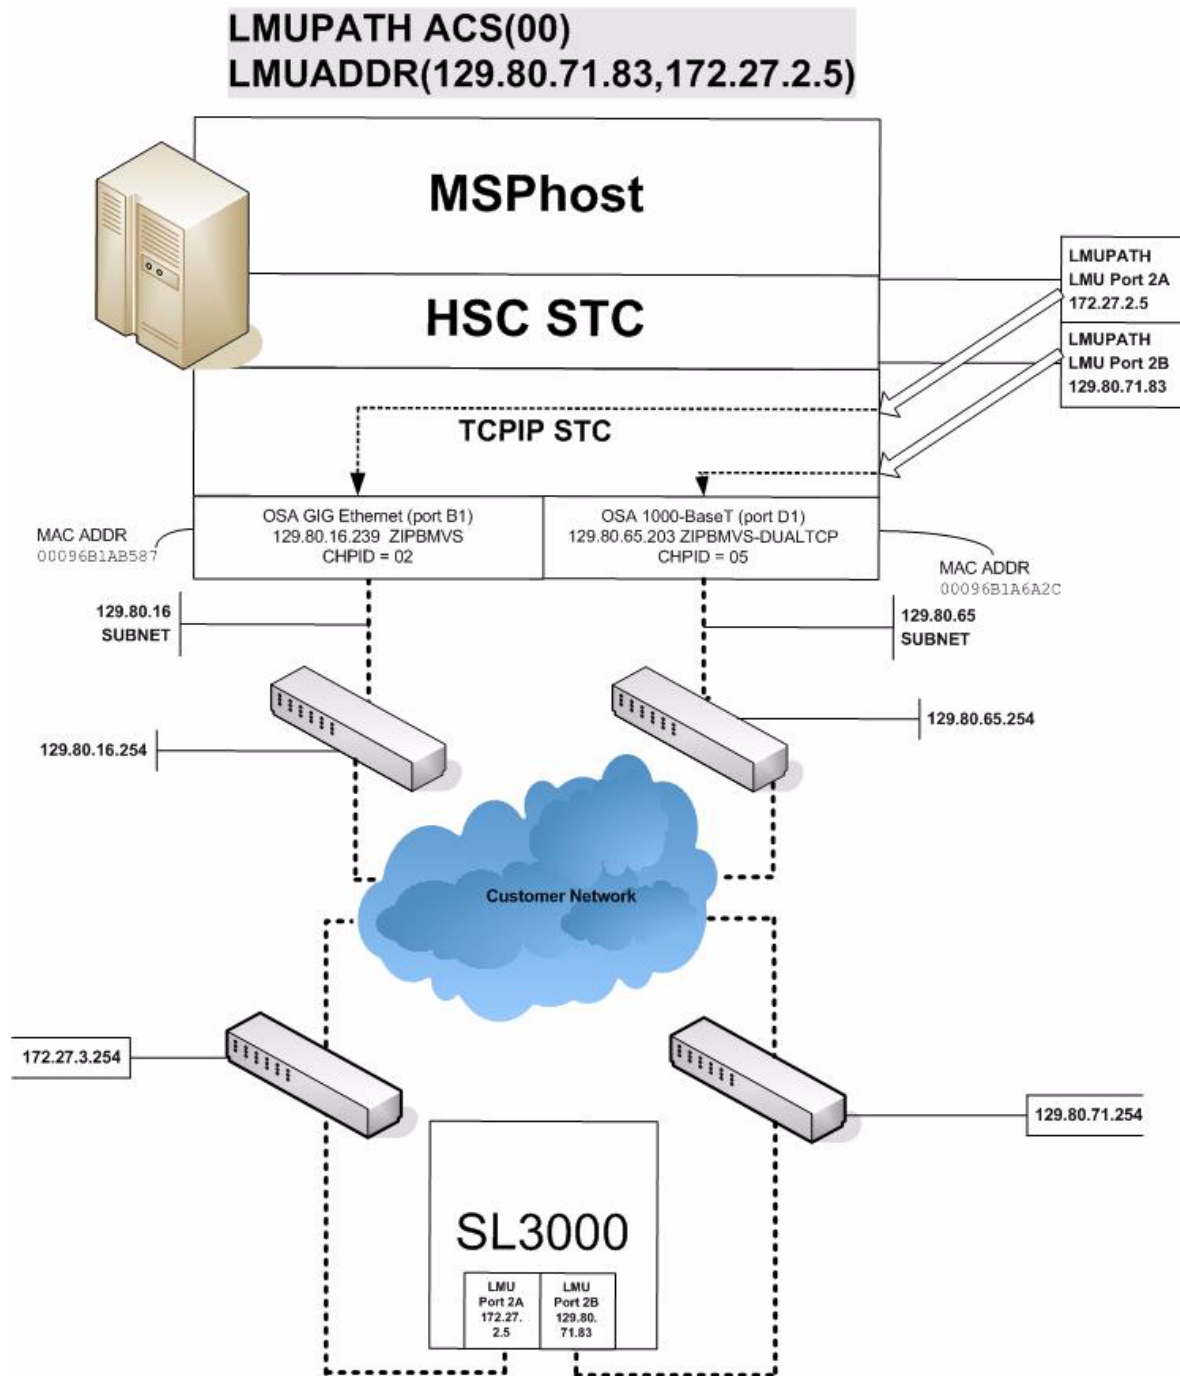 LMUPATH ACS(00)
LMUADDR(129.80.71.83,172.27.2.5)
MSPhost
HSC STC
LMUPATH
LMU Port 2A
172.27.2.5
LMUPATH
LMU Port 2B
129.80.71.83
TCPIP STC
MAC ADDR
00096B1AB587
OSA GIG Ethernet (port B1)
129.80.16.239 ZIPBMVS
CHPID = 02
OSA 1000-BaseT (port D1)
129.80.65.203 ZIPBMVS-DUALTCP
CHPID = 05
MAC ADDR
00096B1A6A2C
129.80.16
SUBNET
129.80.65
SUBNET
129.80.16.254
129.80.65.254
Customer Network
172.27.3.254
129.80.71.254
SL3000
LMU
Port 2A
172.27.
2.5
LMU
Port 2B
129.80.
71.83